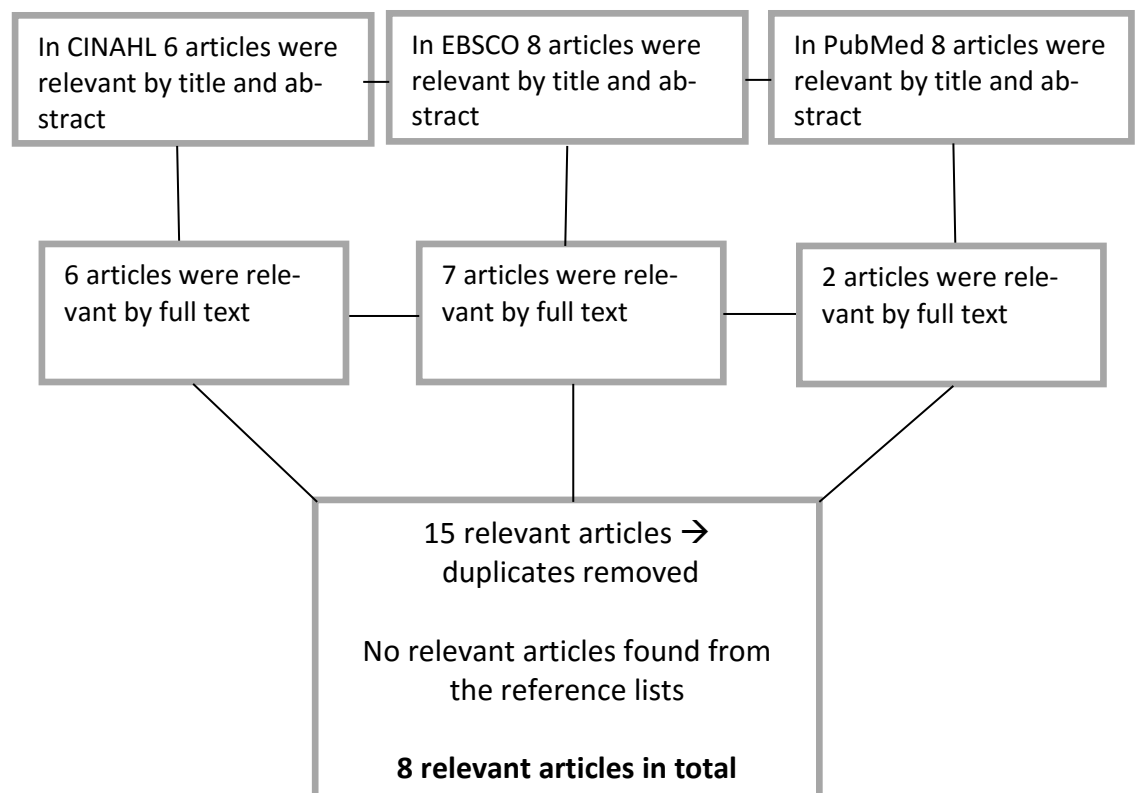 In CINAHL 6 articles were
relevant by title and ab-
stract
In EBSCO 8 articles were
relevant by title and ab-
stract
In PubMed 8 articles were
relevant by title and ab-
stract
6 articles were rele-
vant by full text
7 articles were rele-
vant by full text
2 articles were rele-
vant by full text
15 relevant articles →
duplicates removed
No relevant articles found from
the reference lists
8 relevant articles in total